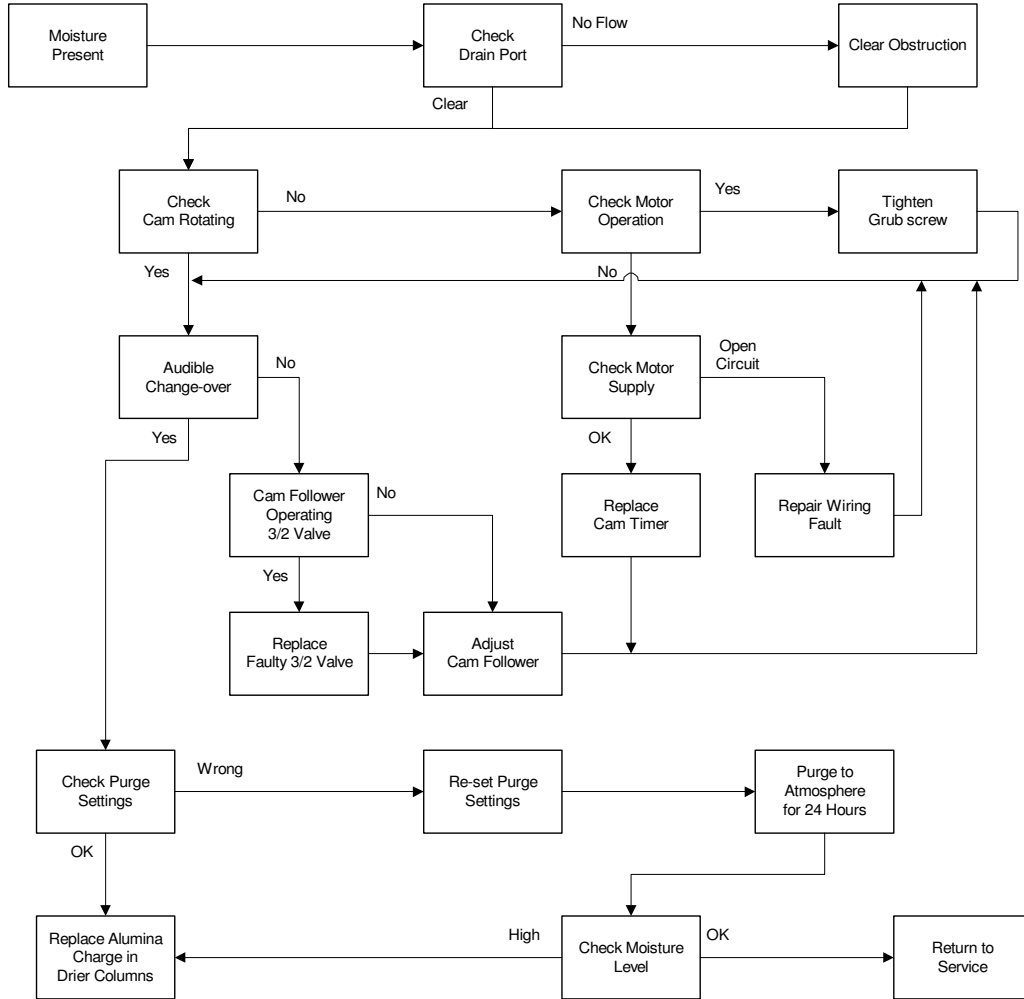 Moisture
Present
Check
Drain Port
No Flow
Clear Obstruction
Clear
Check
Cam Rotating
No
Check Motor
Operation
Yes
Tighten
Grub screw
Yes
No
Audible
Change-over
No
Check Motor
Supply
Open
Circuit
Yes
OK
Cam Follower
Operating
3/2 Valve
No
Replace
Cam Timer
Repair Wiring
Fault
Yes
Replace
Faulty 3/2 Valve
Adjust
Cam Follower
Check Purge
Settings
Wrong
Re-set Purge
Settings
Purge to
Atmosphere
for 24 Hours
OK
Replace Alumina
Charge in
Drier Columns
High
Check Moisture
Level
OK
Return to
Service